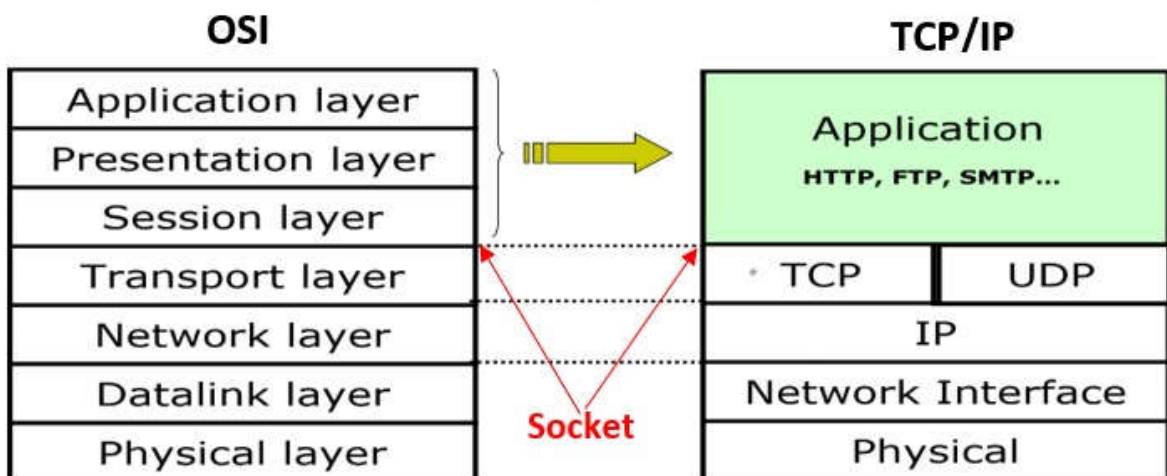 OSI
Application layer
Presentation layer
Session layer
Transport layer
Network layer
Datalink layer
Physical layer
Socket
TCP/IP
Application
HTTP, FTP, SMTP...
TCP
UDP
IP
Network Interface
Physical